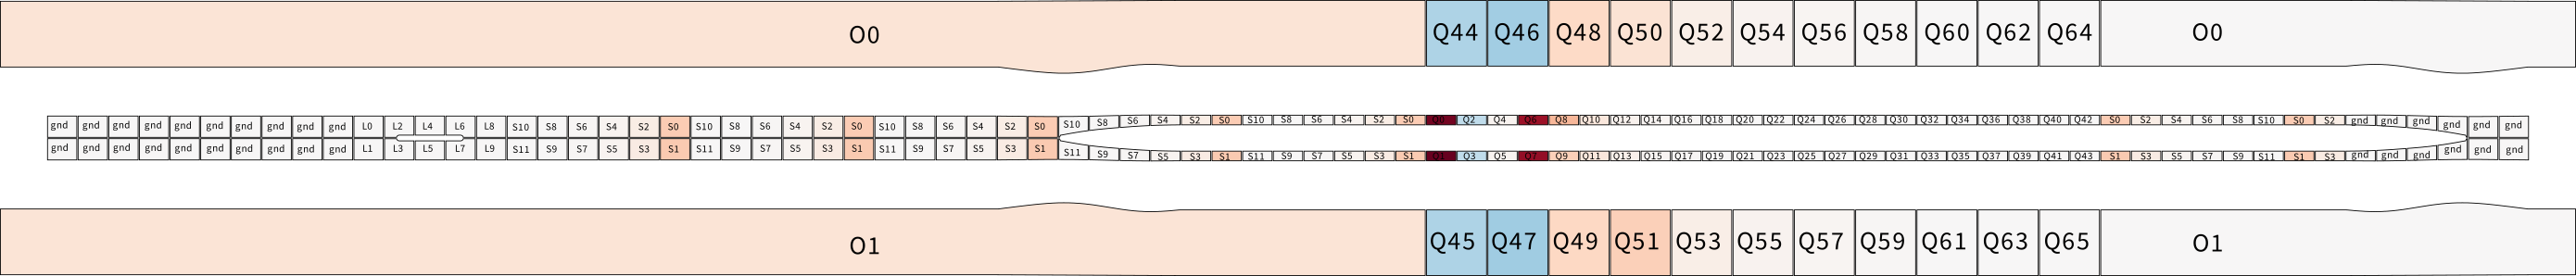 O0 Q44 Q46 Q48 Q50 Q52 Q54 Q56 Q58 Q60 Q62 Q64 O0
gnd gnd gnd gnd gnd gnd gnd gnd gnd gnd L0 L2 L4 L6 L8 S10 S8 S6 S4 S2 S0 S10 S8 S6 S4 S2 S0 S10 S8 S6 S4 S2 S0 S10 S8 S6 S4 S2 S0 S10 S8 S6 S4 S2 S0 Q0 Q2 Q4 Q6 Q8 Q10 Q12 Q14 Q16 Q18 Q20 Q22 Q24 Q26 Q28 Q30 Q32 Q34 Q36 Q38 Q40 Q42 S0 S2 S4 S6 S8 S10 S0 S2 gnd gnd gnd gnd gnd gnd
gnd gnd gnd gnd gnd gnd gnd gnd gnd gnd L1 L3 L5 L7 L9 S11 S9 S7 S5 S3 S1 S11 S9 S7 S5 S3 S1 S11 S9 S7 S5 S3 S1 S11 S9 S7 S5 S3 S1 S11 S9 S7 S5 S3 S1 Q1 Q3 Q5 Q7 Q9 Q11 Q13 Q15 Q17 Q19 Q21 Q23 Q25 Q27 Q29 Q31 Q33 Q35 Q37 Q39 Q41 Q43 S1 S3 S5 S7 S9 S11 S1 S3 gnd gnd gnd gnd gnd gnd
O1 Q45 Q47 Q49 Q51 Q53 Q55 Q57 Q59 Q61 Q63 Q65 O1